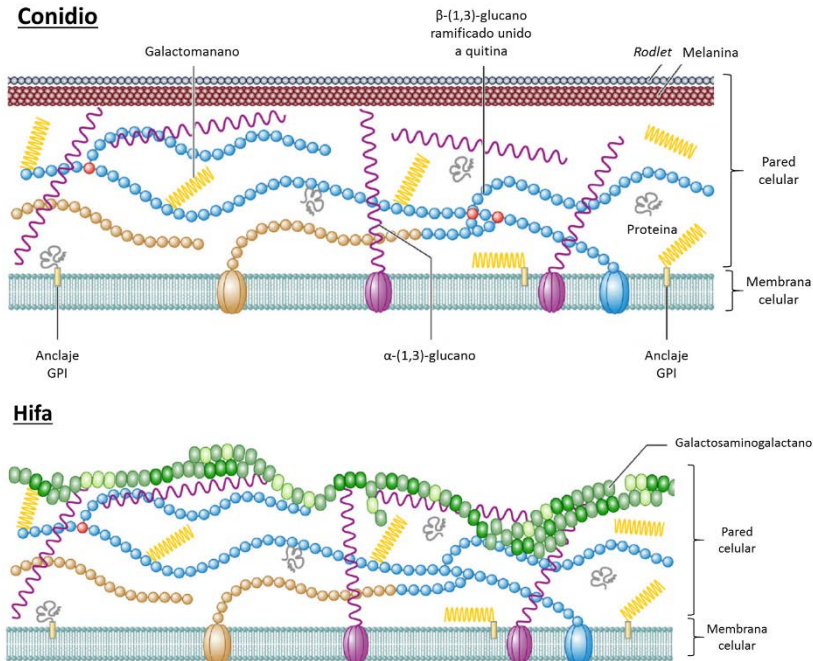 Conidio
β-(1,3)-glucano
ramificado unido
a quitina
Galactomanano
Rodlet
Melanina
Pared
celular
Proteina
Membrana
celular
Anclaje
GPI
α-(1,3)-glucano
Anclaje
GPI
Hifa
Galactosaminogalactano
Pared
celular
Membrana
celular